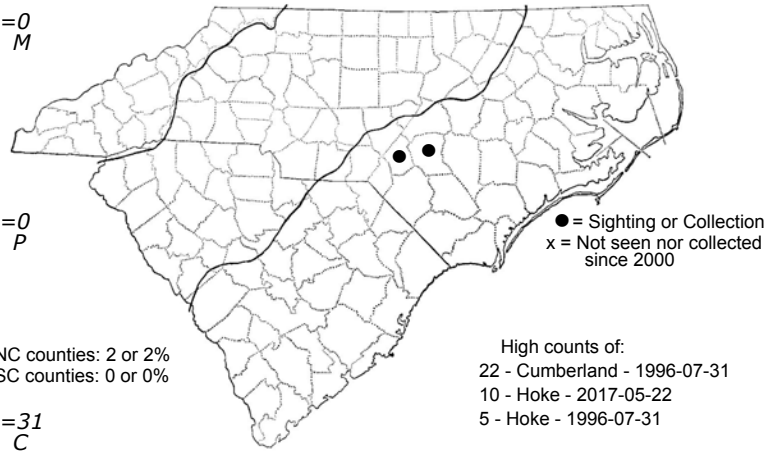 =0
M
=0
P
● = Sighting or Collection
x = Not seen nor collected
since 2000
NC counties: 2 or 2%
SC counties: 0 or 0%
High counts of:
22 - Cumberland - 1996-07-31
10 - Hoke - 2017-05-22
5 - Hoke - 1996-07-31
=31
C